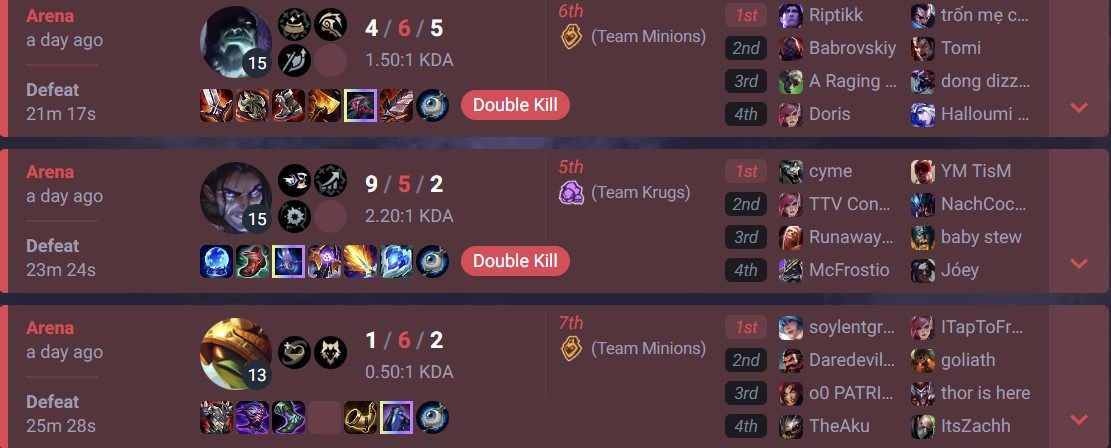 Arena
a day ago
Defeat
21m 17s
15
4 / 6 / 5
1.50:1 KDA
Double Kill
6th
(Team Minions)
1st Riptikk trốn mẹ c...
2nd Babrovskiy Tomi
3rd A Raging ... dong dizz...
4th Doris Halloumi ...
Arena
a day ago
Defeat
23m 24s
15
9 / 5 / 2
2.20:1 KDA
Double Kill
5th
(Team Krugs)
1st cyme YM TisM
2nd TTV Con... NachCoc...
3rd Runaway... baby stew
4th McFrostio Jóey
Arena
a day ago
Defeat
25m 28s
13
1 / 6 / 2
0.50:1 KDA
7th
(Team Minions)
1st soylentgr... ITapToFr...
2nd Daredevil... goliath
3rd o0 PATRI... thor is here
4th TheAku ItsZachh